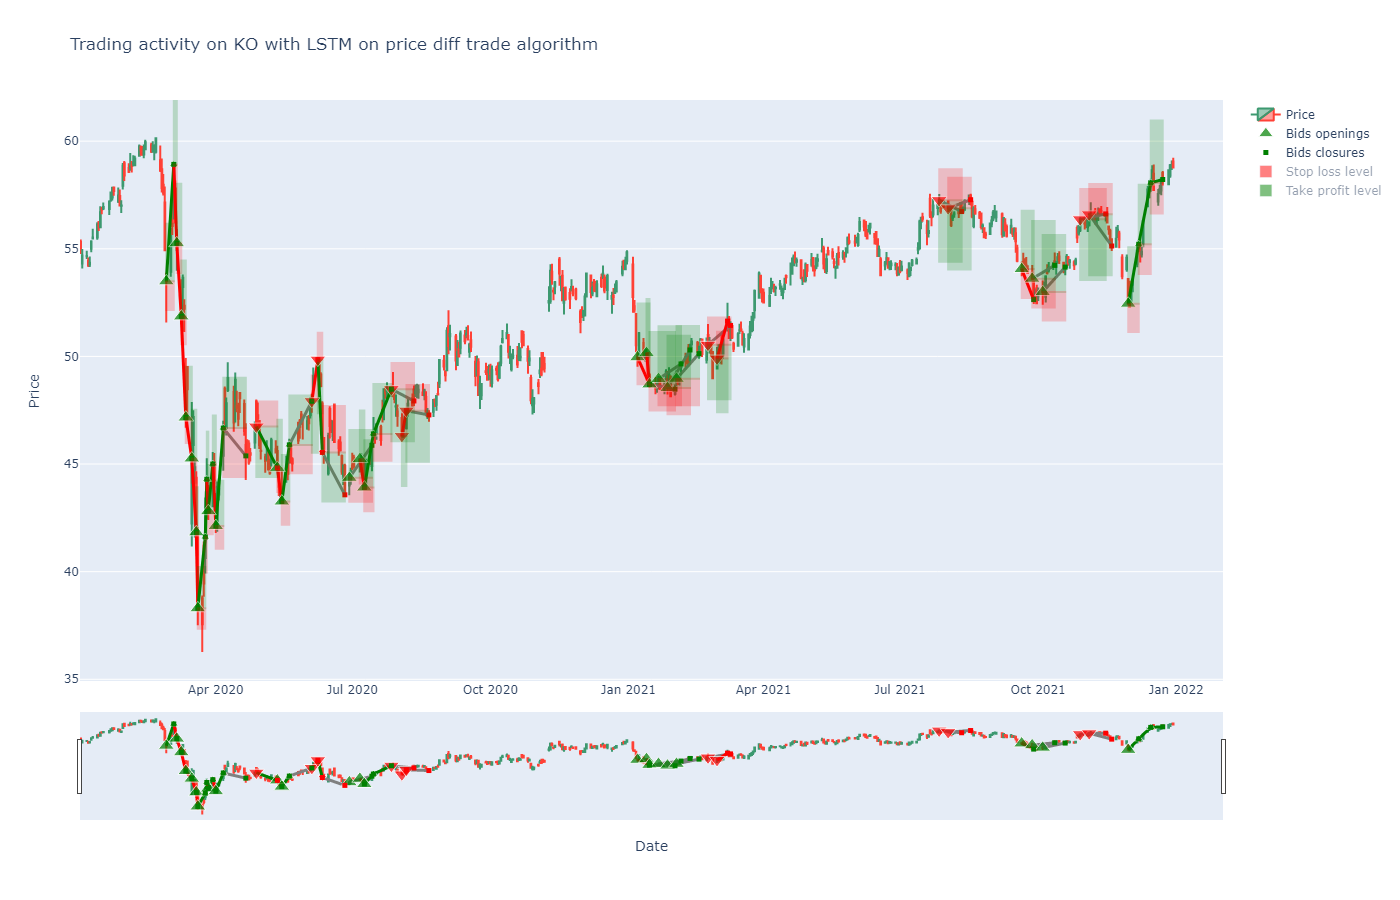 Trading activity on KO with LSTM on price diff trade algorithm
Price
Bids openings
Bids closures
Stop loss level
Take profit level
60
55
50
45
40
35
Price
Apr 2020
Jul 2020
Oct 2020
Jan 2021
Apr 2021
Jul 2021
Oct 2021
Jan 2022
Date